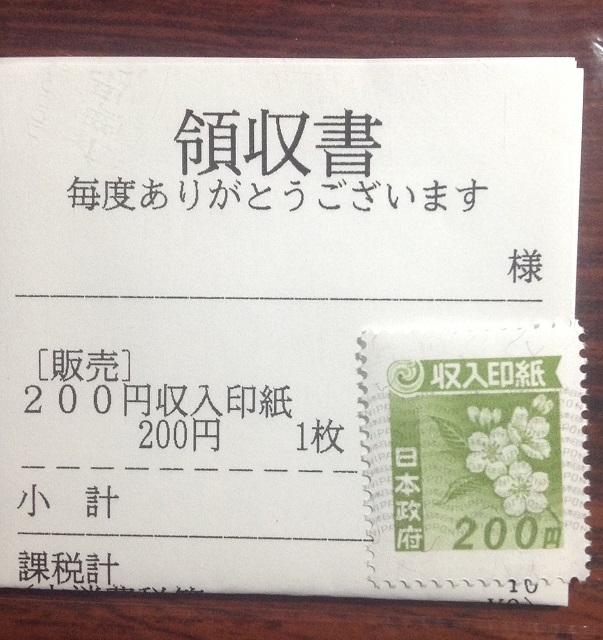 領収書
毎度ありがとうございます
様
[販売]
２００円収入印紙
200円 1枚
小 計
課税計
収入印紙
日本政府
200円